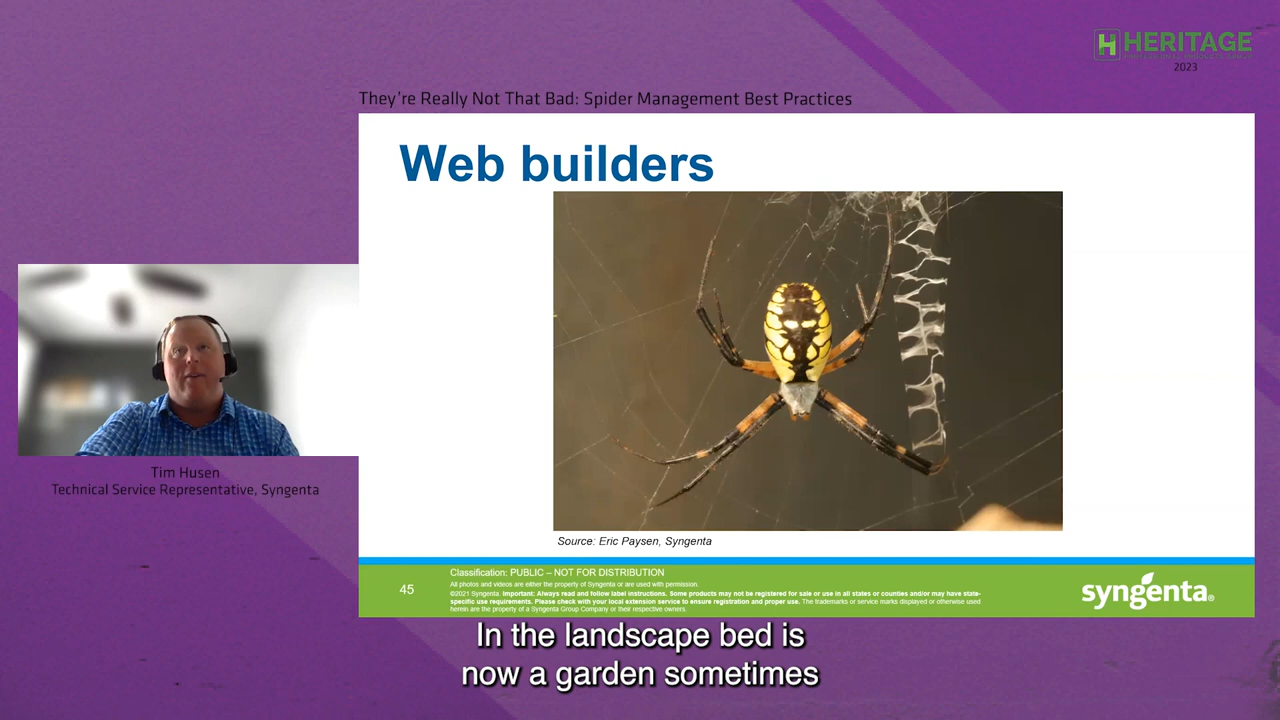 HERITAGE
2023
They're Really Not That Bad: Spider Management Best Practices
Web builders
Tim Husen
Technical Service Representative, Syngenta
Source: Eric Paysen, Syngenta
45
Classification: PUBLIC – NOT FOR DISTRIBUTION
All photos and videos are either the property of Syngenta or are used with permission.
©2021 Syngenta. Important: Always read and follow label instructions. Some products may not be registered for sale or use in all states or counties and/or may have state-
specific use requirements. Please check with your local extension service to ensure registration and proper use. The trademarks or service marks displayed or otherwise used
herein are the property of a Syngenta Group Company or their respective owners.
syngenta®
In the landscape bed is
now a garden sometimes